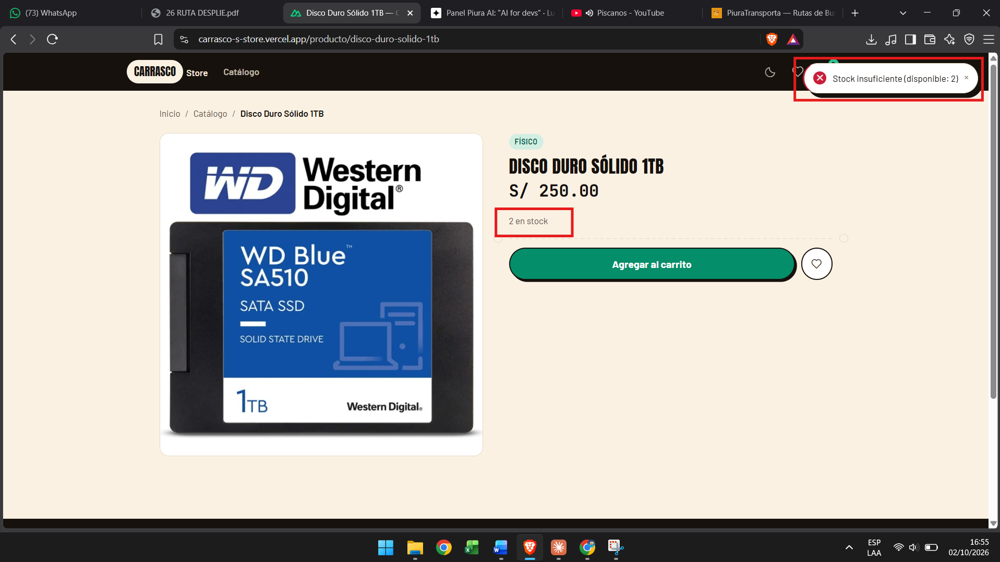 (73) WhatsApp
26 RUTA DESPLIE.pdf
Disco Duro Sólido 1TB — C
Panel Piura AI: "AI for devs" · Lu
Piscanos - YouTube
PiuraTransporta — Rutas de Bu
carrasco-s-store.vercel.app/producto/disco-duro-solido-1tb
CARRASCO Store
Catálogo
Stock insuficiente (disponible: 2) ×
Inicio / Catálogo / Disco Duro Sólido 1TB
WD Western Digital®
WD Blue™
SA510
SATA SSD
SOLID STATE DRIVE
1TB
Western Digital®
FÍSICO
DISCO DURO SÓLIDO 1TB
S/ 250.00
2 en stock
Agregar al carrito
ESP
LAA
16:55
02/10/2026